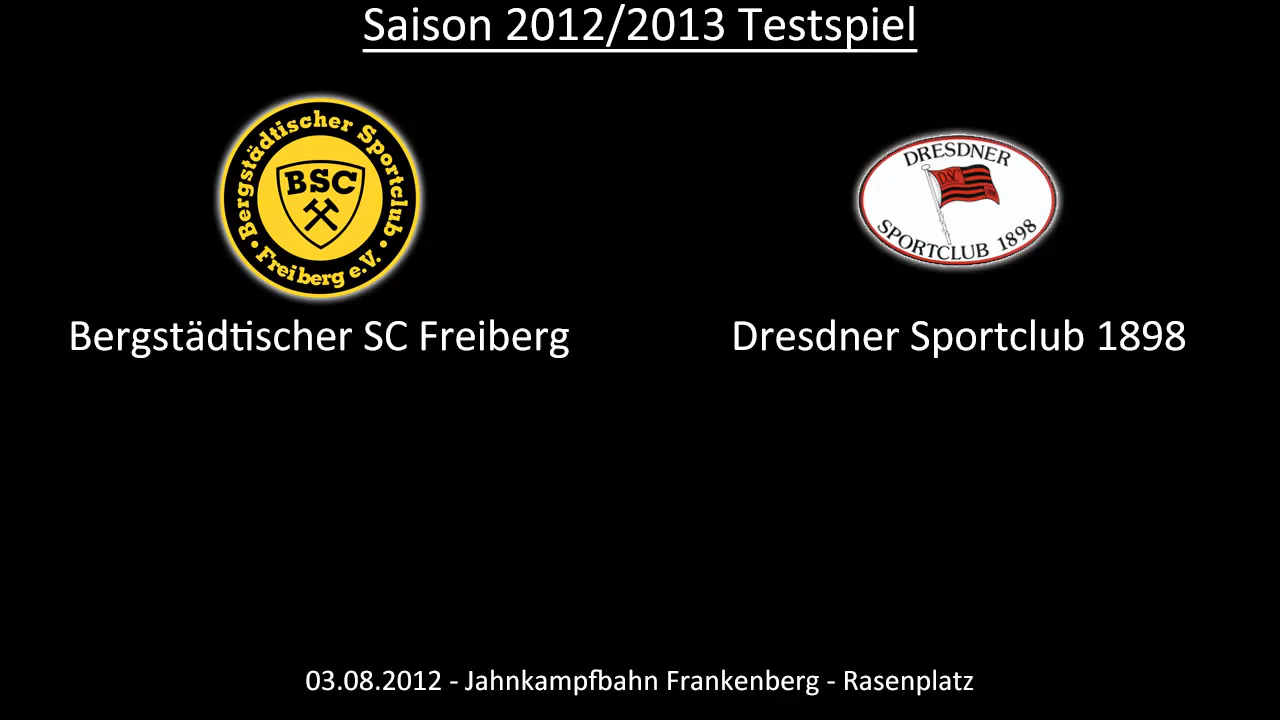 Saison 2012/2013 Testspiel
Bergstädtischer Sportclub
BSC
• Freiberg e.V. •
DRESDNER
DSC
SPORTCLUB 1898
Bergstädtischer SC Freiberg
Dresdner Sportclub 1898
03.08.2012 - Jahnkampfbahn Frankenberg - Rasenplatz